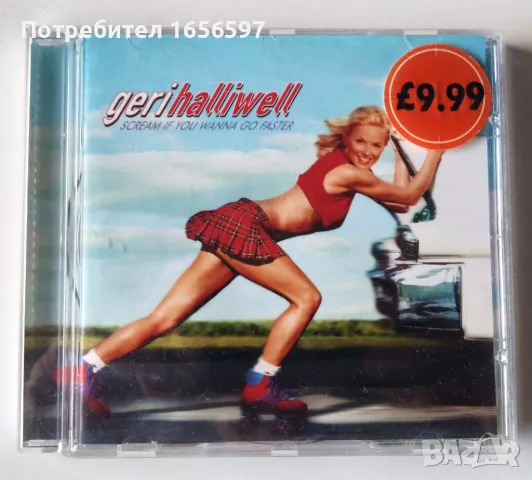 Потребител 1656597
gerihalliwell
SCREAM IF YOU WANNA GO FASTER
£9.99
BAZAR